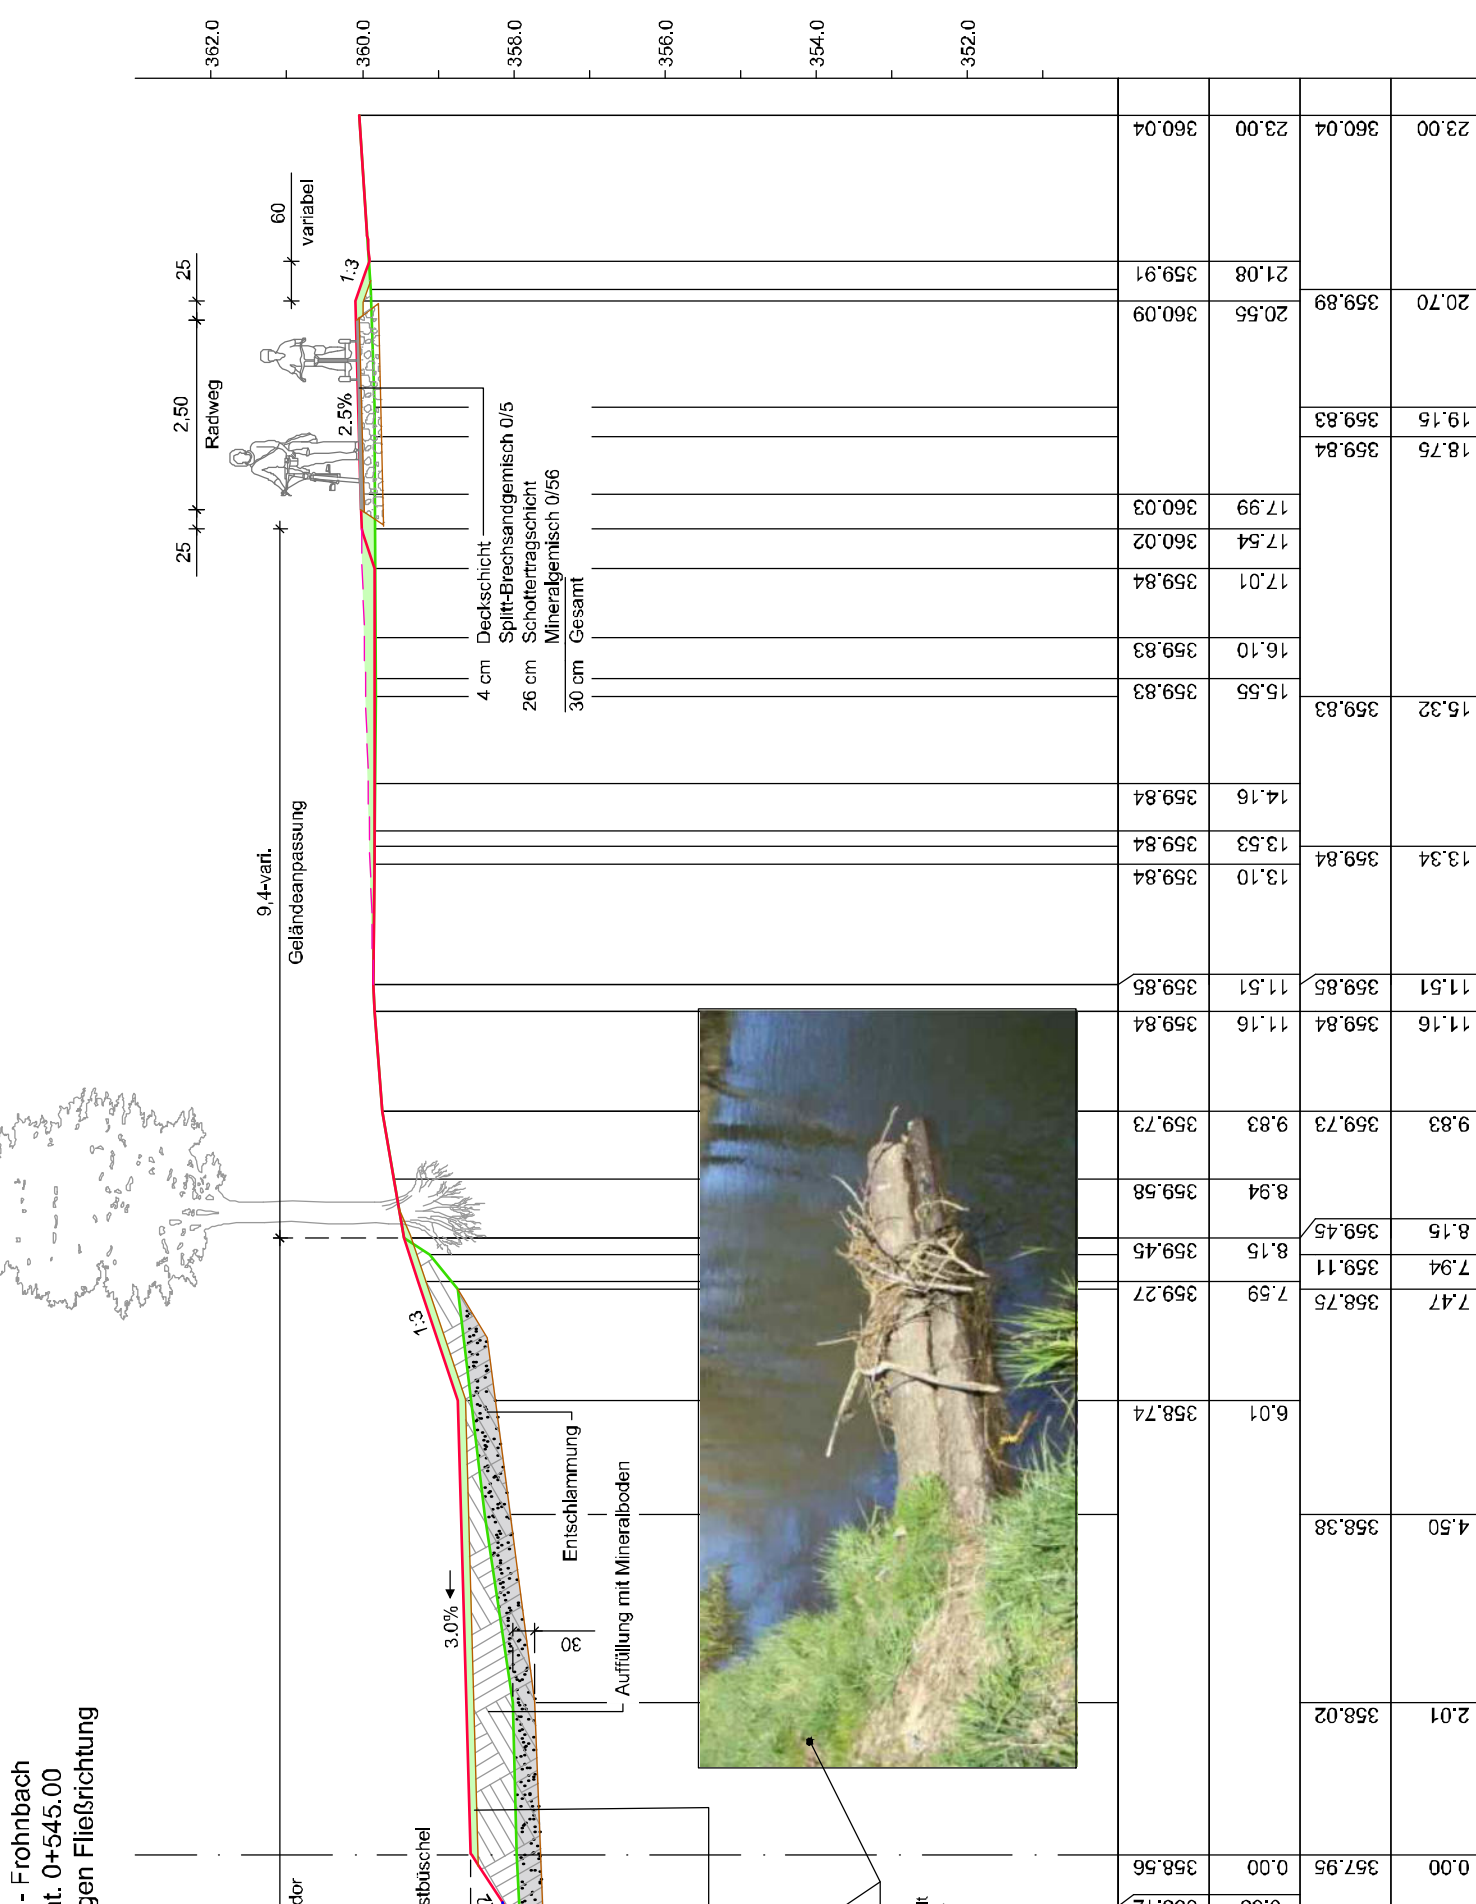 - Frohnbach
0+545.00
Fließrichtung
362.0
360.0
358.0
356.0
354.0
352.0
25
2,50
25
Radweg
60
variabel
1:3
2.5%
9,4-vari.
Geländeanpassung
4 cm Deckschicht
Splitt-Brechsandgemisch 0/5
26 cm Schottertragschicht
Mineralgemisch 0/56
30 cm Gesamt
1:3
3.0%
Entschlammung
30
Auffüllung mit Mineralboden
360.04 23.00 360.04 23.00
359.91 21.08
359.89 20.70
360.09 20.55
359.83 19.15
359.84 18.75
360.03 17.99
360.02 17.54
359.84 17.01
359.83 16.10
359.83 15.55
359.83 15.32
359.84 14.16
359.84 13.53
359.84 13.34
359.84 13.10
359.85 11.51 359.85 11.51
359.84 11.16 359.84 11.16
359.73 9.83 359.73 9.83
359.58 8.94
359.45 8.15 359.45 8.15
359.11 7.94
359.27 7.59
358.75 7.47
358.74 6.01
358.38 4.50
358.02 2.01
358.56 0.00 357.95 0.00